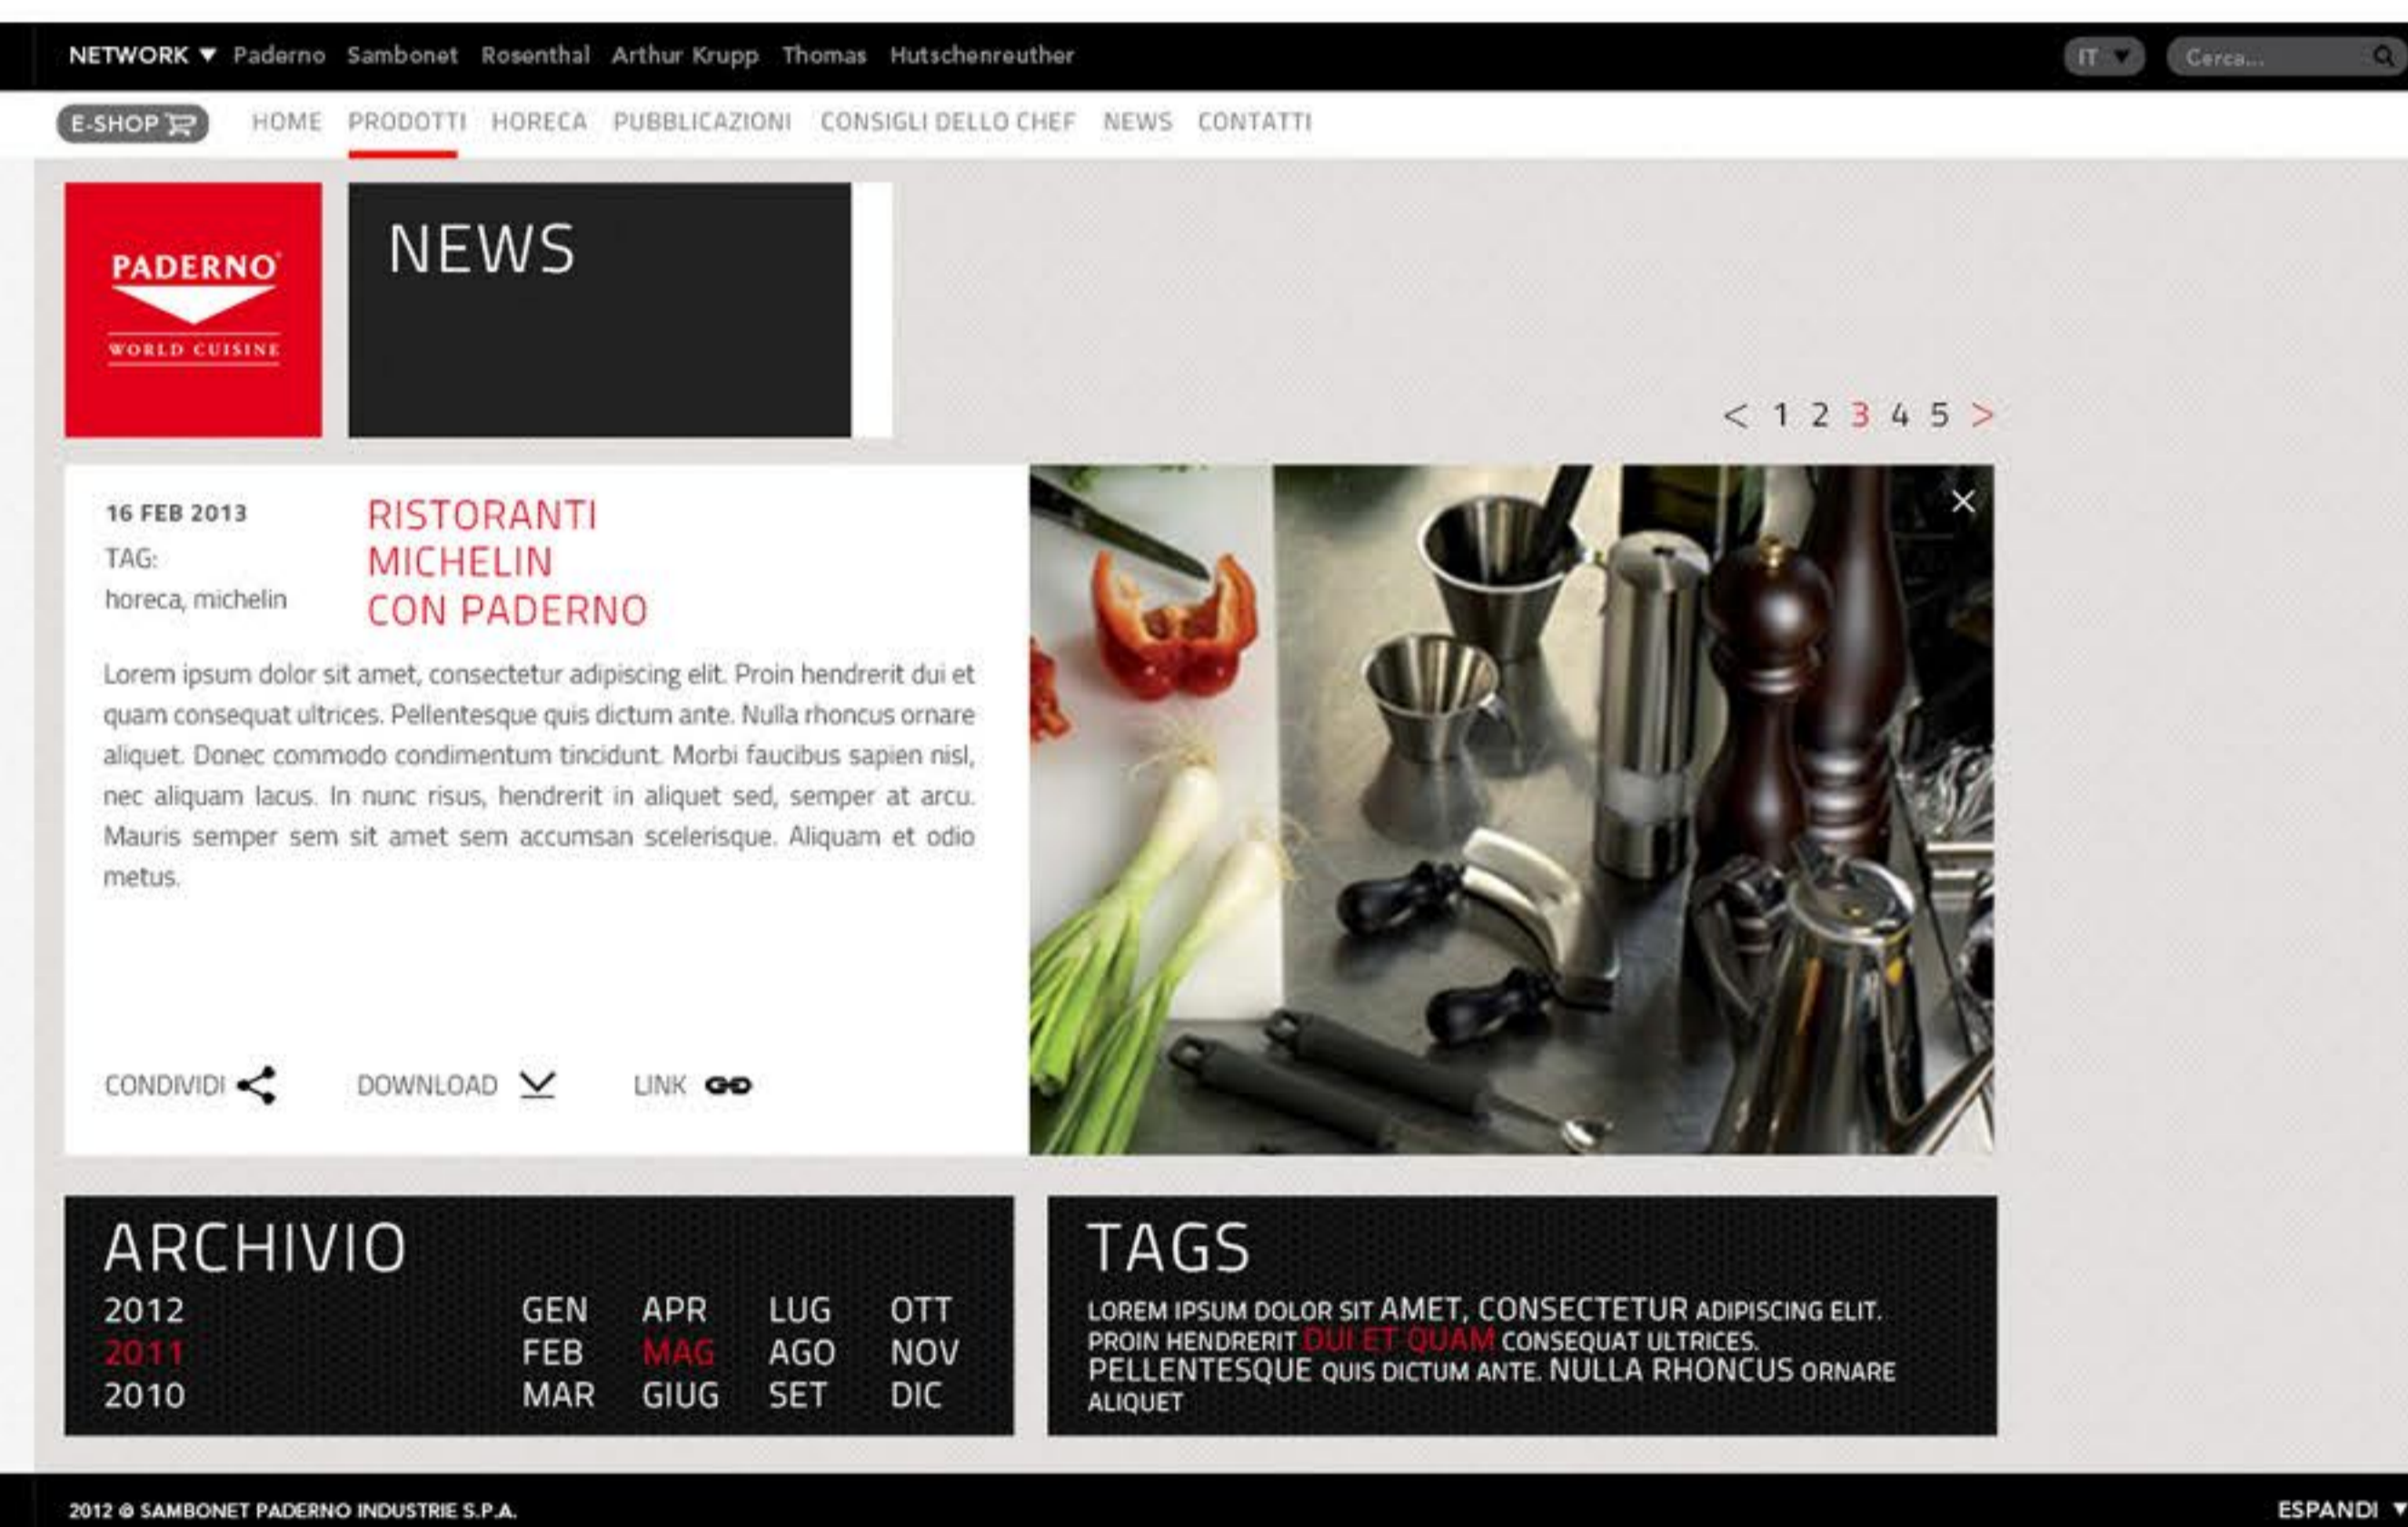 NETWORK ▼ Paderno Sambonet Rosenthal Arthur Krupp Thomas Hutschenreuther IT ▼ Cerca...
E-SHOP HOME PRODOTTI HORECA PUBBLICAZIONI CONSIGLI DELLO CHEF NEWS CONTATTI
PADERNO®
WORLD CUISINE
NEWS
< 1 2 3 4 5 >
16 FEB 2013
TAG:
horeca, michelin
RISTORANTI
MICHELIN
CON PADERNO
Lorem ipsum dolor sit amet, consectetur adipiscing elit. Proin hendrerit dui et
quam consequat ultrices. Pellentesque quis dictum ante. Nulla rhoncus ornare
aliquet. Donec commodo condimentum tincidunt. Morbi faucibus sapien nisl,
nec aliquam lacus. In nunc risus, hendrerit in aliquet sed, semper at arcu.
Mauris semper sem sit amet sem accumsan scelerisque. Aliquam et odio
metus.
CONDIVIDI DOWNLOAD LINK
ARCHIVIO
2012 GEN APR LUG OTT
2011 FEB MAG AGO NOV
2010 MAR GIUG SET DIC
TAGS
LOREM IPSUM DOLOR SIT AMET, CONSECTETUR ADIPISCING ELIT.
PROIN HENDRERIT DUI ET QUAM CONSEQUAT ULTRICES.
PELLENTESQUE QUIS DICTUM ANTE. NULLA RHONCUS ORNARE
ALIQUET
2012 © SAMBONET PADERNO INDUSTRIE S.P.A. ESPANDI ▼